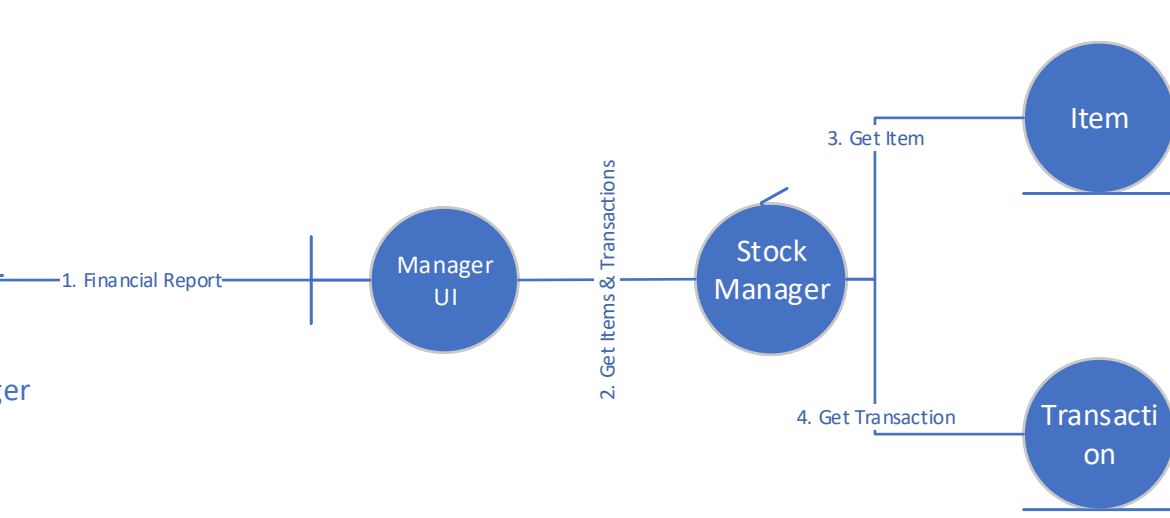 1. Financial Report
Manager
UI
2. Get Items & Transactions
Stock
Manager
3. Get Item
Item
4. Get Transaction
Transacti
on
ger